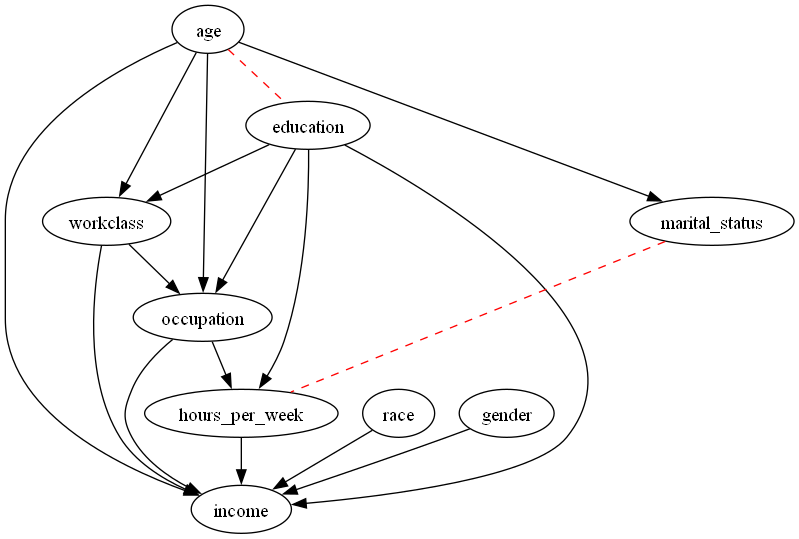 age
education
workclass
marital_status
occupation
hours_per_week
race
gender
income